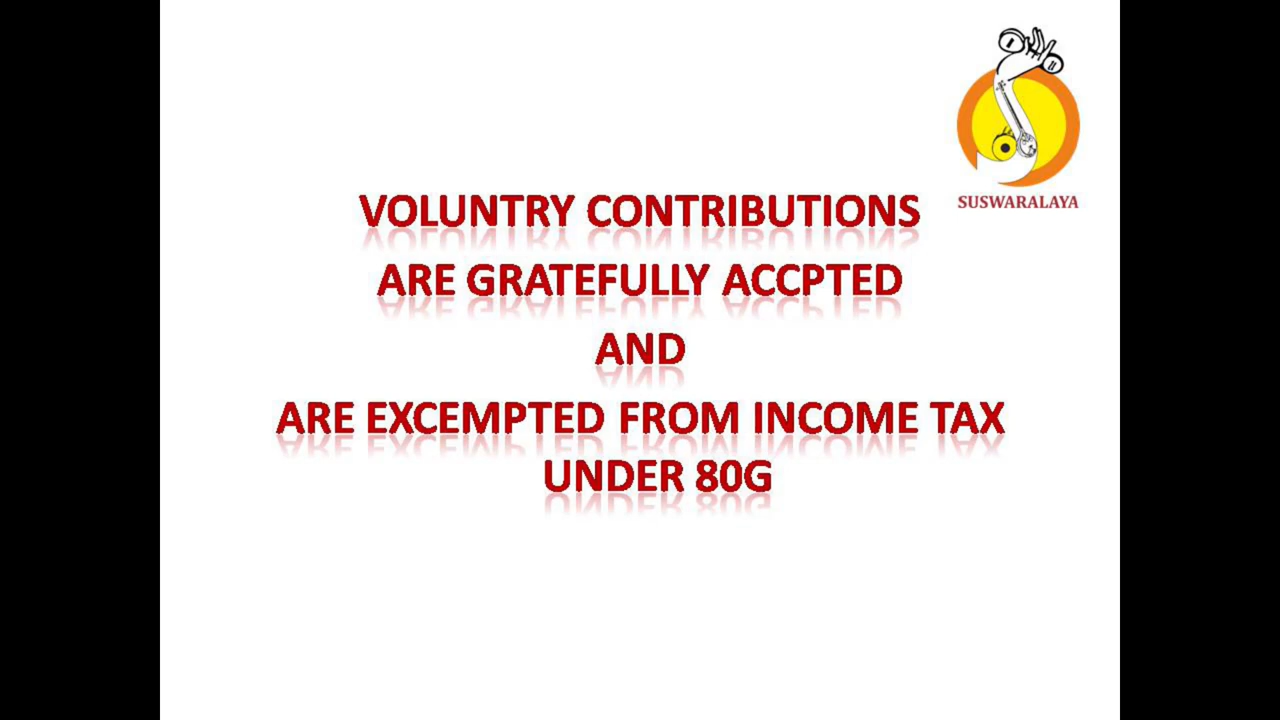 SUSWARALAYA
VOLUNTRY CONTRIBUTIONS
ARE GRATEFULLY ACCPTED
AND
ARE EXCEMPTED FROM INCOME TAX
UNDER 80G